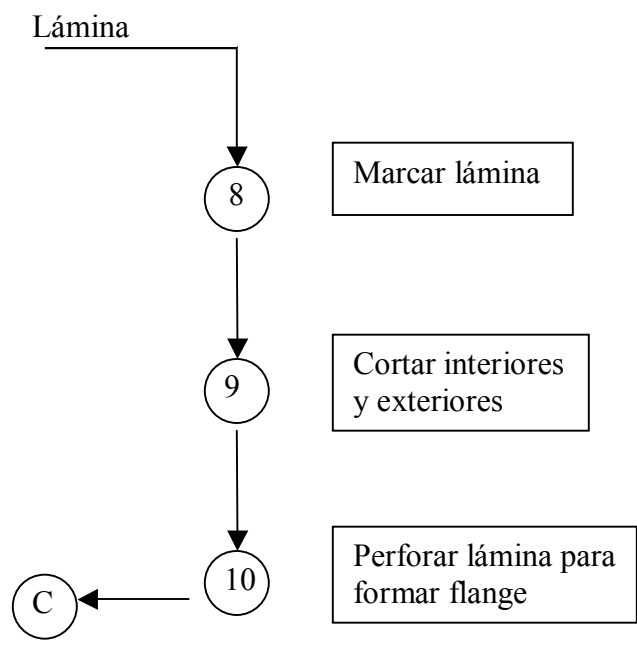 Lámina
8
Marcar lámina
9
Cortar interiores
y exteriores
10
Perforar lámina para
formar flange
C